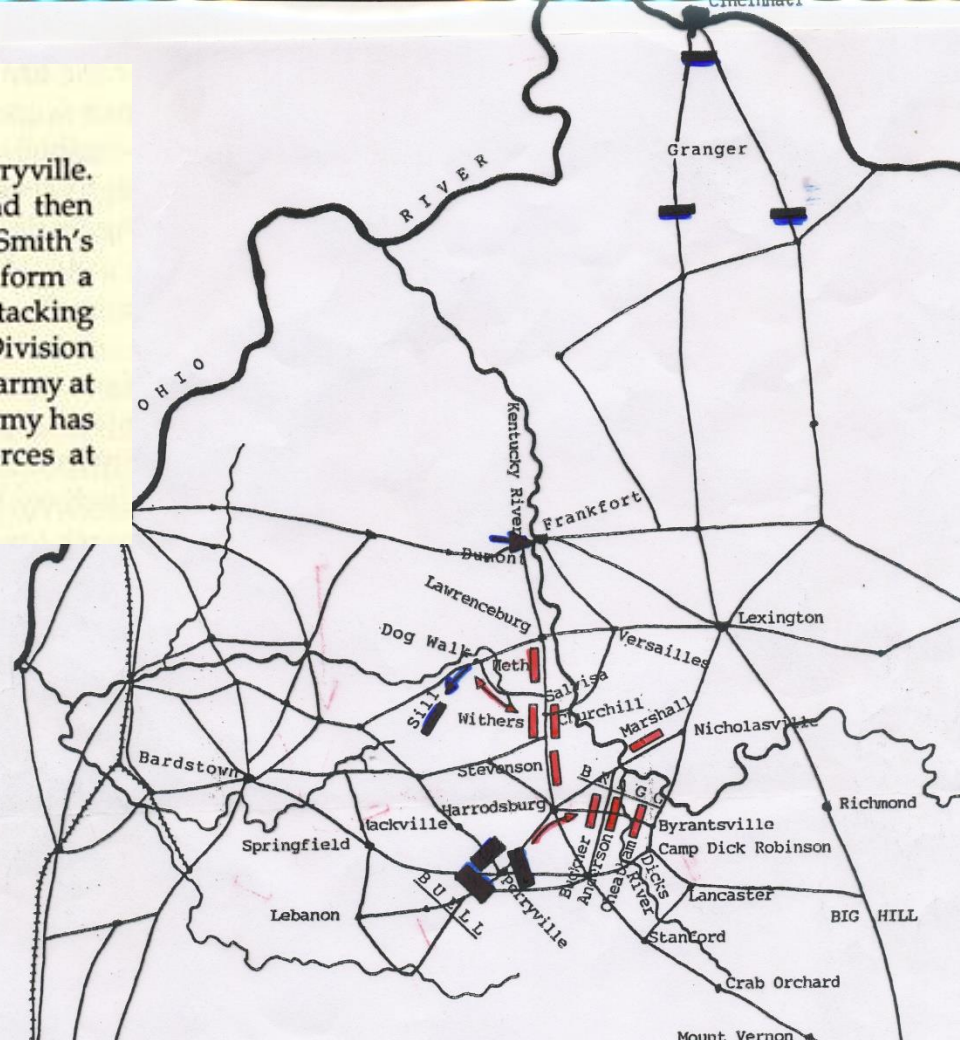 Cincinnati
ryville.
nd then
Smith's
form a
tacking
Division
army at
my has
rces at
Granger
OHIO
RIVER
Kentucky River
Frankfort
Dumont
Lawrenceburg
Dog Walk
Versailles
Lexington
Weth
Salvisa
Sill
Withers
Churchill
Marshall
Nicholasville
Bardstown
Stevenson
BRAGG
Harrodsburg
Richmond
Mackville
Byrantsville
Springfield
Camp Dick Robinson
Buckner
Anderson
Cheatham
Dicks
River
BUELL
Perryville
Lancaster
Lebanon
BIG HILL
Stanford
Crab Orchard
Mount Vernon